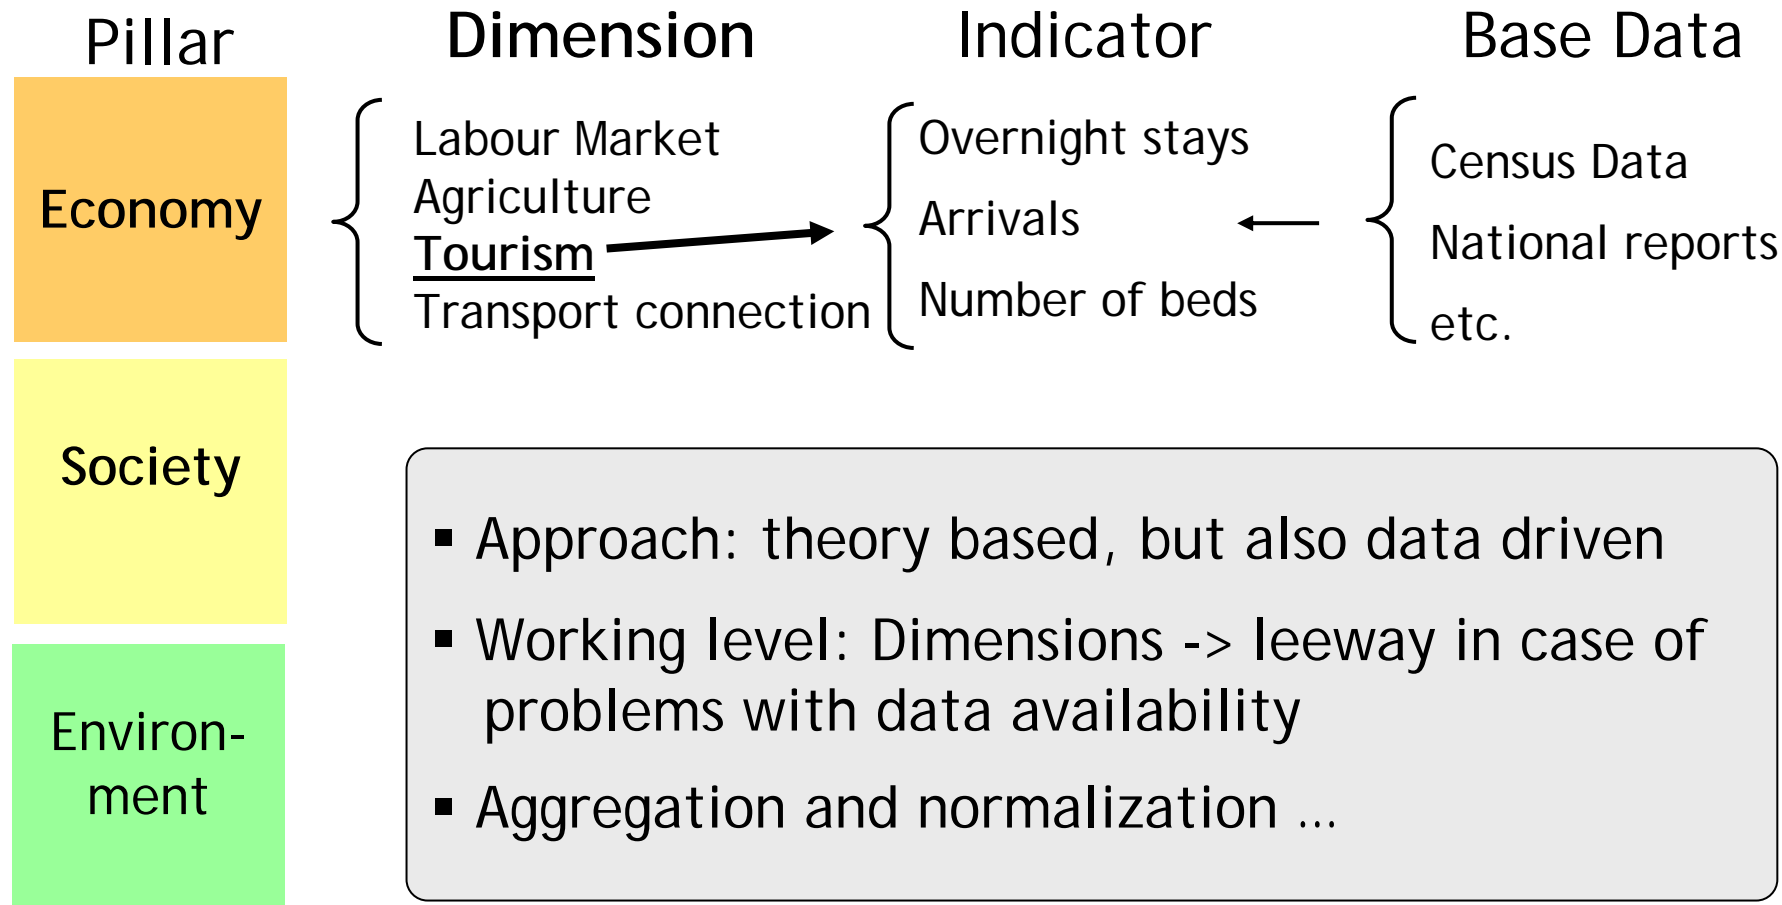 Pillar
Dimension
Indicator
Base Data
Economy
Labour Market
Agriculture
Tourism
Transport connection
Overnight stays
Arrivals
Number of beds
Census Data
National reports
etc.
Society
Environ-
ment
▪ Approach: theory based, but also data driven
▪ Working level: Dimensions -> leeway in case of
problems with data availability
▪ Aggregation and normalization ...